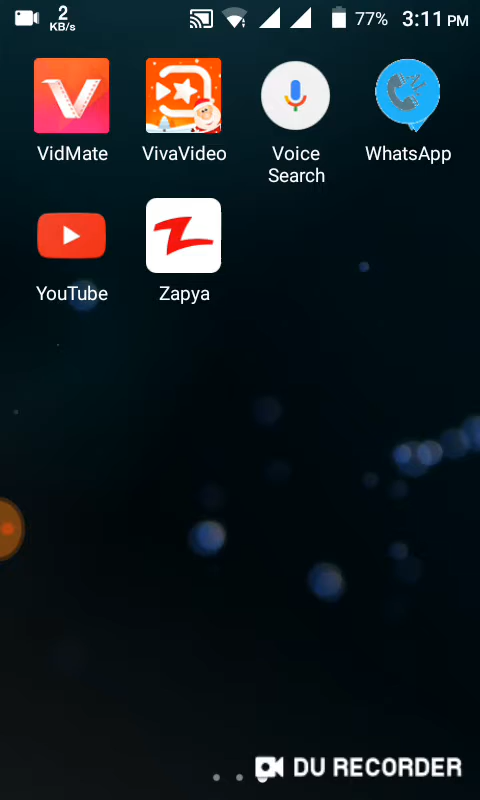 2
KB/s
77%
3:11 PM
VidMate
VivaVideo
Voice
Search
WhatsApp
YouTube
Zapya
DU RECORDER